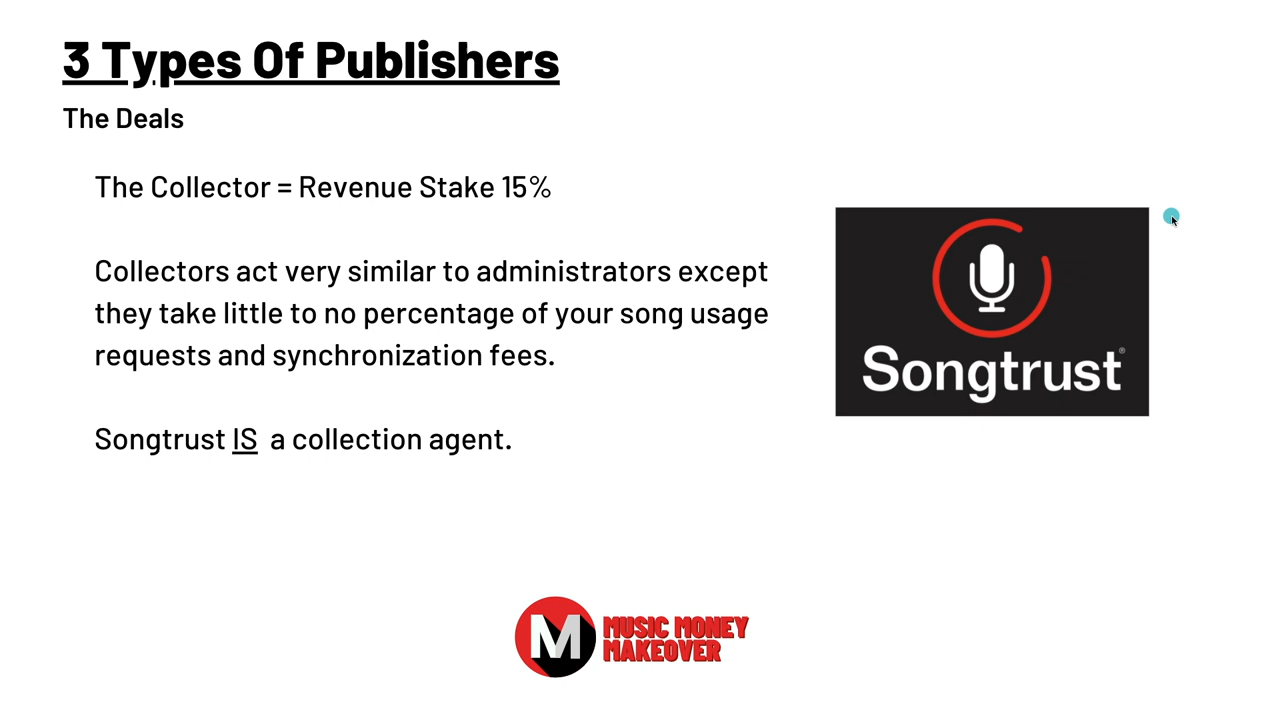 3 Types Of Publishers
The Deals
The Collector = Revenue Stake 15%
Collectors act very similar to administrators except
they take little to no percentage of your song usage
requests and synchronization fees.
Songtrust IS a collection agent.
Songtrust®
M MUSIC MONEY
MAKEOVER